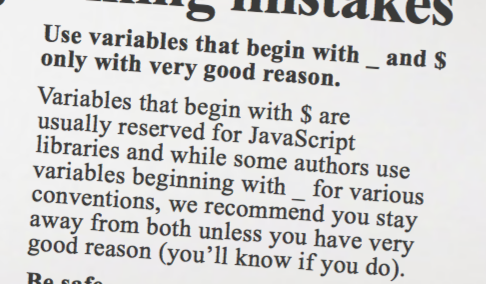 mistakes
Use variables that begin with _ and $
only with very good reason.
Variables that begin with $ are
usually reserved for JavaScript
libraries and while some authors use
variables beginning with _ for various
conventions, we recommend you stay
away from both unless you have very
good reason (you'll know if you do).
Be safe